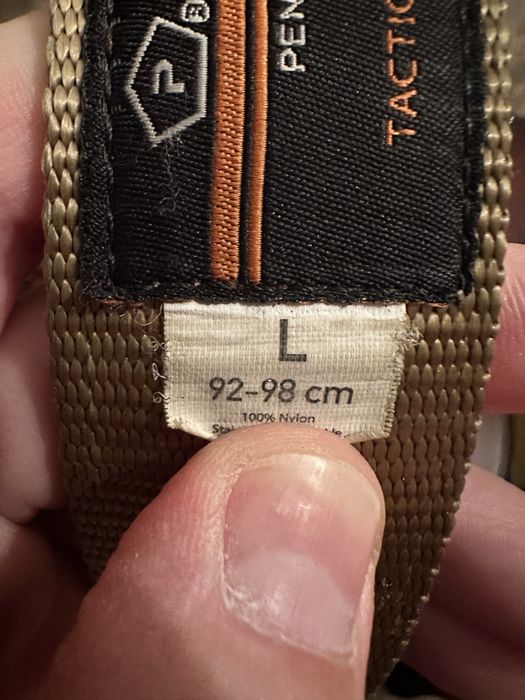 P
PEN
TACTIC
L
92-98 cm
100% Nylon